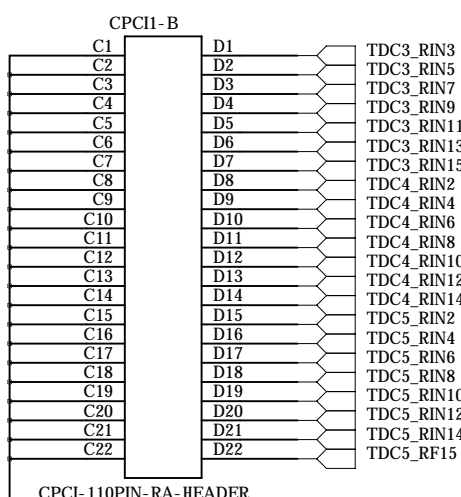 CPCI1-B
C1 D1 TDC3_RIN3
C2 D2 TDC3_RIN5
C3 D3 TDC3_RIN7
C4 D4 TDC3_RIN9
C5 D5 TDC3_RIN11
C6 D6 TDC3_RIN13
C7 D7 TDC3_RIN15
C8 D8 TDC4_RIN2
C9 D9 TDC4_RIN4
C10 D10 TDC4_RIN6
C11 D11 TDC4_RIN8
C12 D12 TDC4_RIN10
C13 D13 TDC4_RIN12
C14 D14 TDC4_RIN14
C15 D15 TDC5_RIN2
C16 D16 TDC5_RIN4
C17 D17 TDC5_RIN6
C18 D18 TDC5_RIN8
C19 D19 TDC5_RIN10
C20 D20 TDC5_RIN12
C21 D21 TDC5_RIN14
C22 D22 TDC5_RF15
CPCI-110PIN-RA-HEADER